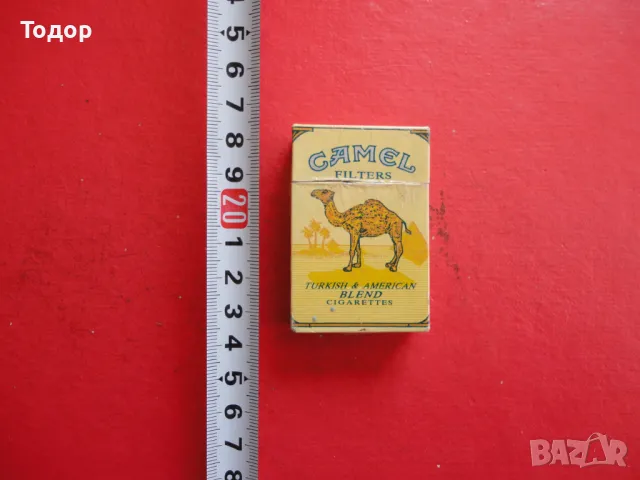 Тодор
4
5
6
7
8
9
20
1
2
3
4
5
6
7
8
CAMEL
FILTERS
TURKISH & AMERICAN
BLEND
CIGARETTES
BAZAR